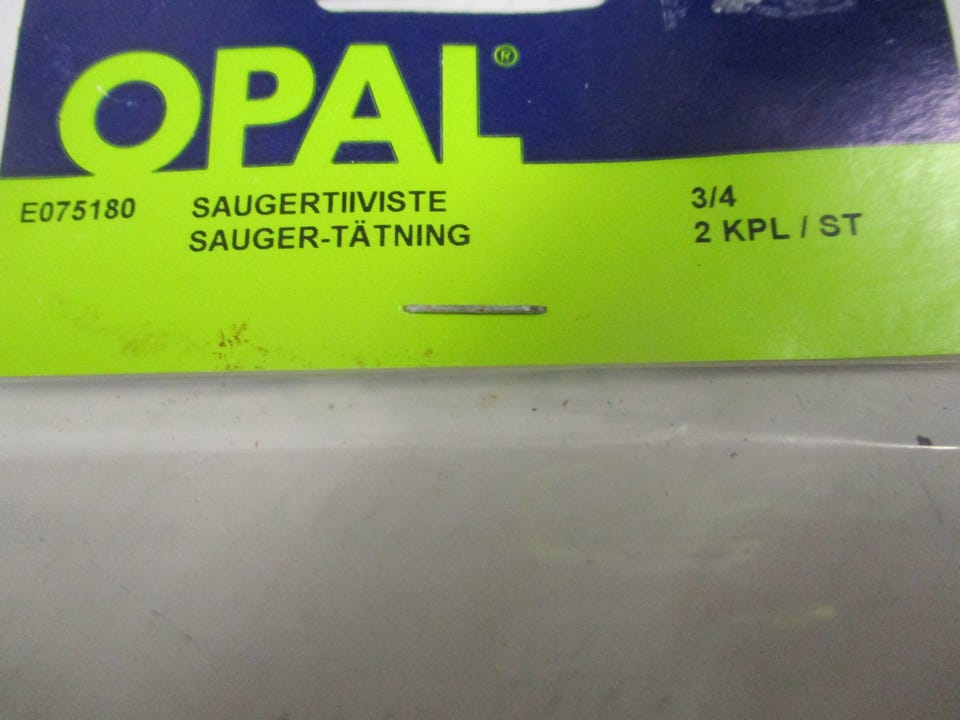 OPAL®
E075180 SAUGERTIIVISTE 3/4
SAUGER-TÄTNING 2 KPL / ST